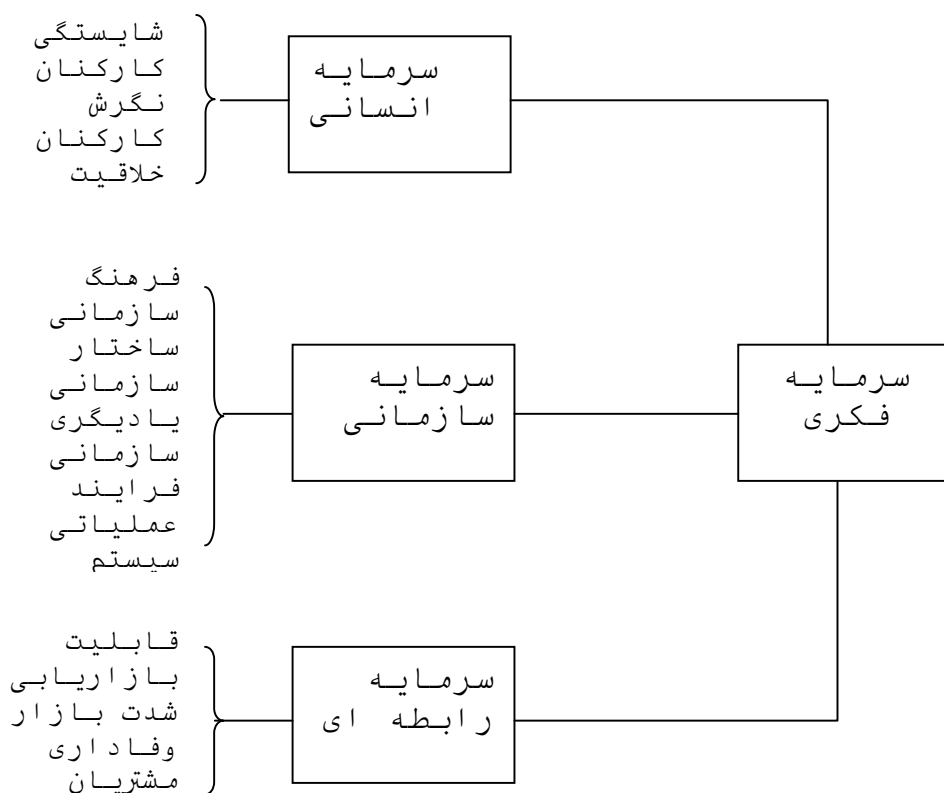 شایستگی
کارکنان
نگرش
کارکنان
خلاقیت
سرمایه
انسانی
فرهنگ
سازمانی
ساختار
سازمانی
یادیگری
سازمانی
فرایند
عملیاتی
سیستم
سرمایه
سازمانی
سرمایه
فکری
قابلیت
بازاریابی
شدت بازار
وفاداری
مشتریان
سرمایه
رابطه ای